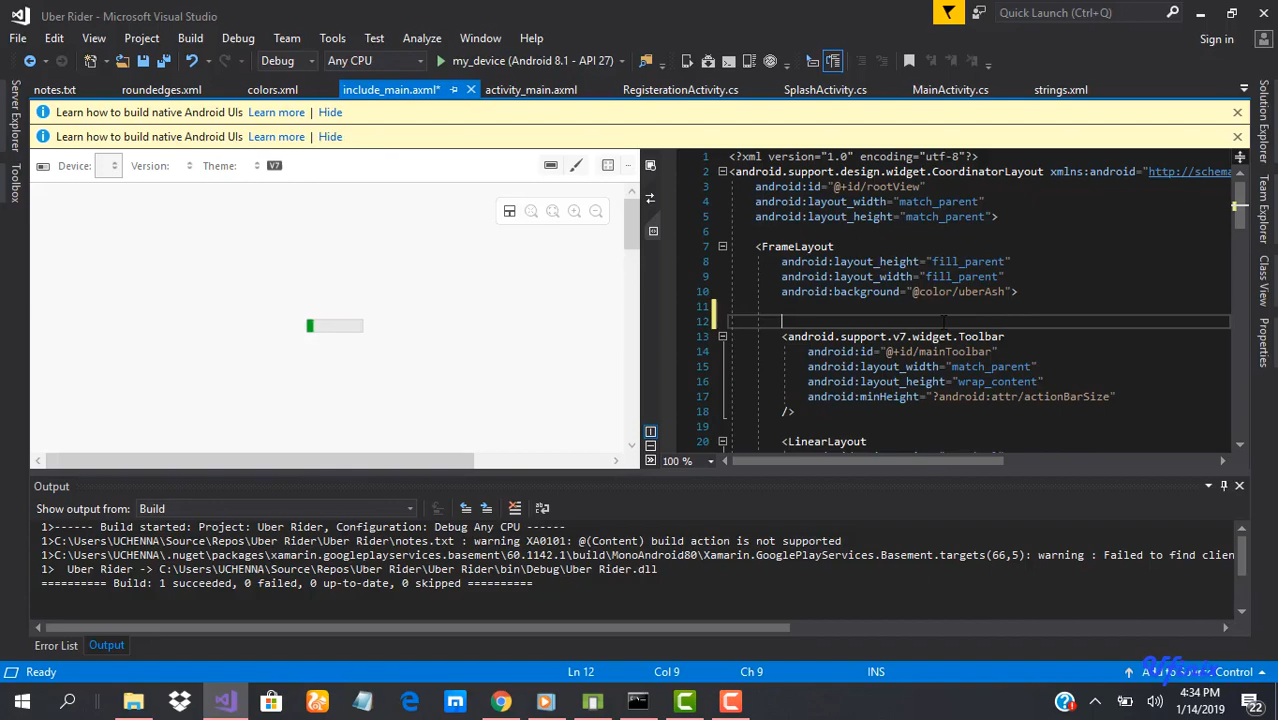 Uber Rider - Microsoft Visual Studio
Quick Launch (Ctrl+Q)
File Edit View Project Build Debug Team Tools Test Analyze Window Help
Sign in
Debug Any CPU my_device (Android 8.1 - API 27)
notes.txt roundedges.xml colors.xml include_main.axml* activity_main.axml RegisterationActivity.cs SplashActivity.cs MainActivity.cs strings.xml
Server Explorer
Toolbox
Learn how to build native Android UIs Learn more | Hide
Learn how to build native Android UIs Learn more | Hide
Device: Version: Theme: V7
1 <?xml version="1.0" encoding="utf-8"?>
2 <android.support.design.widget.CoordinatorLayout xmlns:android="http://schema
3 android:id="@+id/rootView"
4 android:layout_width="match_parent"
5 android:layout_height="match_parent">
6
7 <FrameLayout
8 android:layout_height="fill_parent"
9 android:layout_width="fill_parent"
10 android:background="@color/uberAsh">
11
12
13 <android.support.v7.widget.Toolbar
14 android:id="@+id/mainToolbar"
15 android:layout_width="match_parent"
16 android:layout_height="wrap_content"
17 android:minHeight="?android:attr/actionBarSize"
18 />
19
20 <LinearLayout
100 %
Solution Explorer
Team Explorer
Class View
Properties
Output
Show output from: Build
1>------ Build started: Project: Uber Rider, Configuration: Debug Any CPU ------
1>C:\Users\UCHENNA\Source\Repos\Uber Rider\Uber Rider\notes.txt : warning XA0101: @(Content) build action is not supported
1>C:\Users\UCHENNA\.nuget\packages\xamarin.googleplayservices.basement\60.1142.1\build\MonoAndroid80\Xamarin.GooglePlayServices.Basement.targets(66,5): warning : Failed to find clien
1> Uber Rider -> C:\Users\UCHENNA\Source\Repos\Uber Rider\Uber Rider\bin\Debug\Uber Rider.dll
========== Build: 1 succeeded, 0 failed, 0 up-to-date, 0 skipped ==========
Error List Output
Ready Ln 12 Col 9 Ch 9 INS Control
4:34 PM
1/14/2019
22